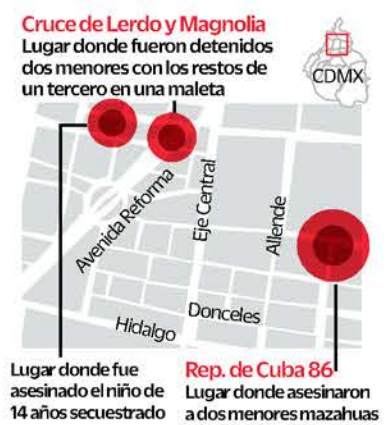 Cruce de Lerdo y Magnolia
Lugar donde fueron detenidos
dos menores con los restos de
un tercero en una maleta
CDMX
Avenida Reforma
Eje Central
Allende
Donceles
Hidalgo
Lugar donde fue
asesinado el niño de
14 años secuestrado
Rep. de Cuba 86
Lugar donde asesinaron
a dos menores mazahuas